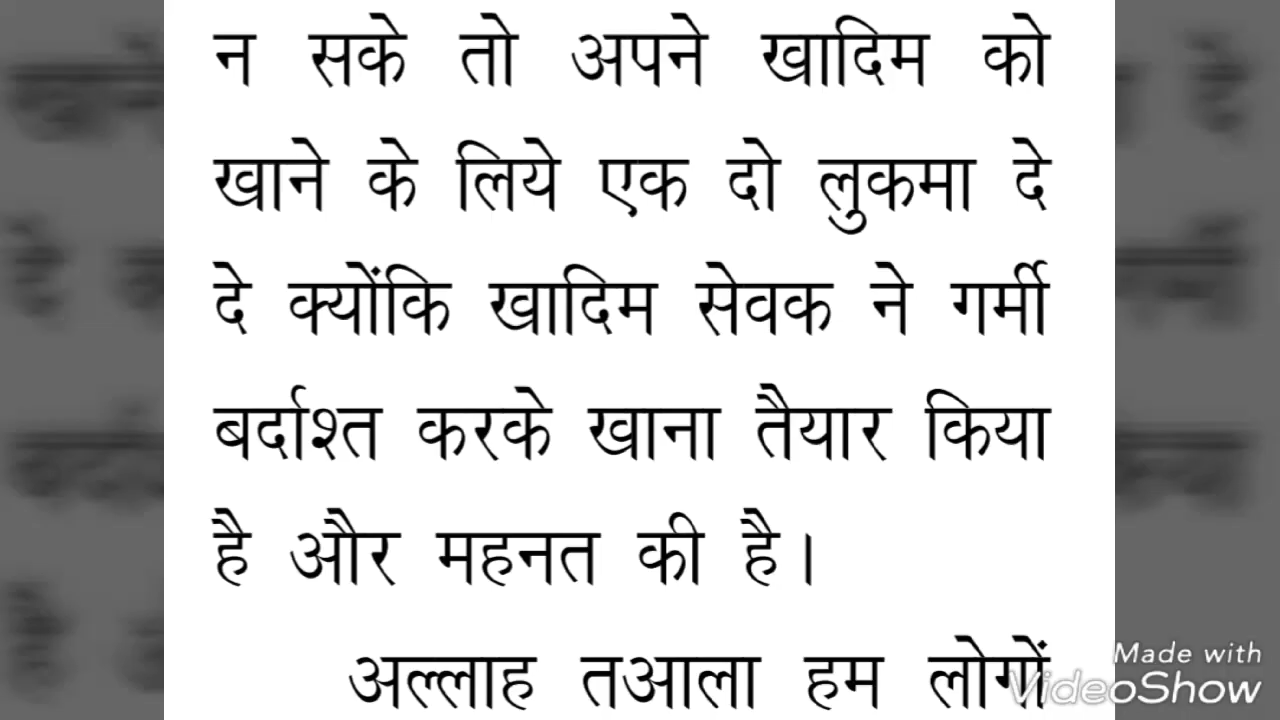 न सके तो अपने खादिम को
खाने के लिये एक दो लुकमा दे
दे क्योंकि खादिम सेवक ने गर्मी
बर्दाश्त करके खाना तैयार किया
है और महनत की है।
अल्लाह तआला हम लोगों
Made with
VideoShow